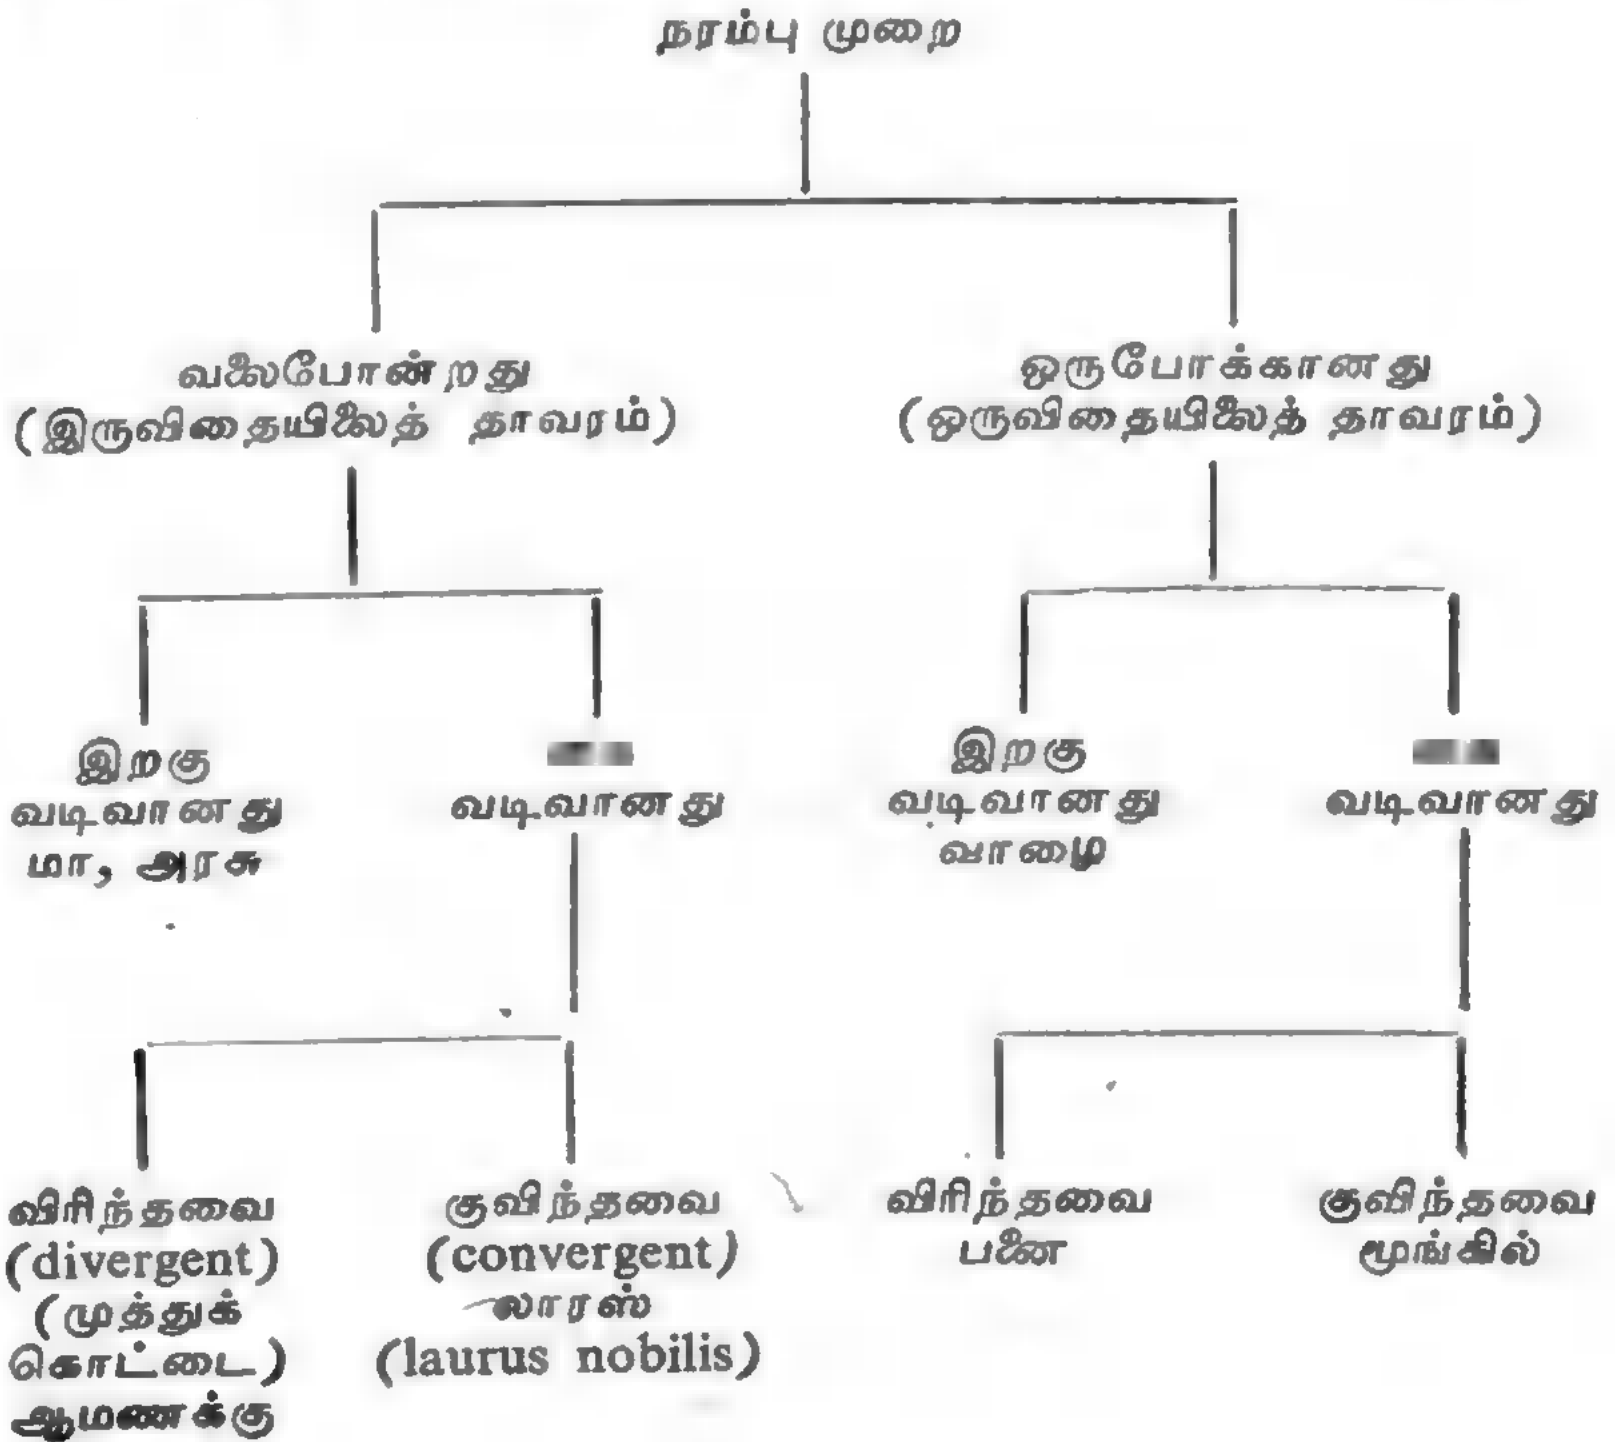 நரம்பு முறை
வலைபோன்றது
(இருவிதையிலைத் தாவரம்)
ஒருபோக்கானது
(ஒருவிதையிலைத் தாவரம்)
இறகு
வடிவானது
மா, அரசு
வடிவானது
இறகு
வடிவானது
வாழை
வடிவானது
விரிந்தவை
(divergent)
(முத்துக்
கொட்டை)
ஆமணக்கு
குவிந்தவை
(convergent)
லாரஸ்
(laurus nobilis)
விரிந்தவை
பனை
குவிந்தவை
மூங்கில்